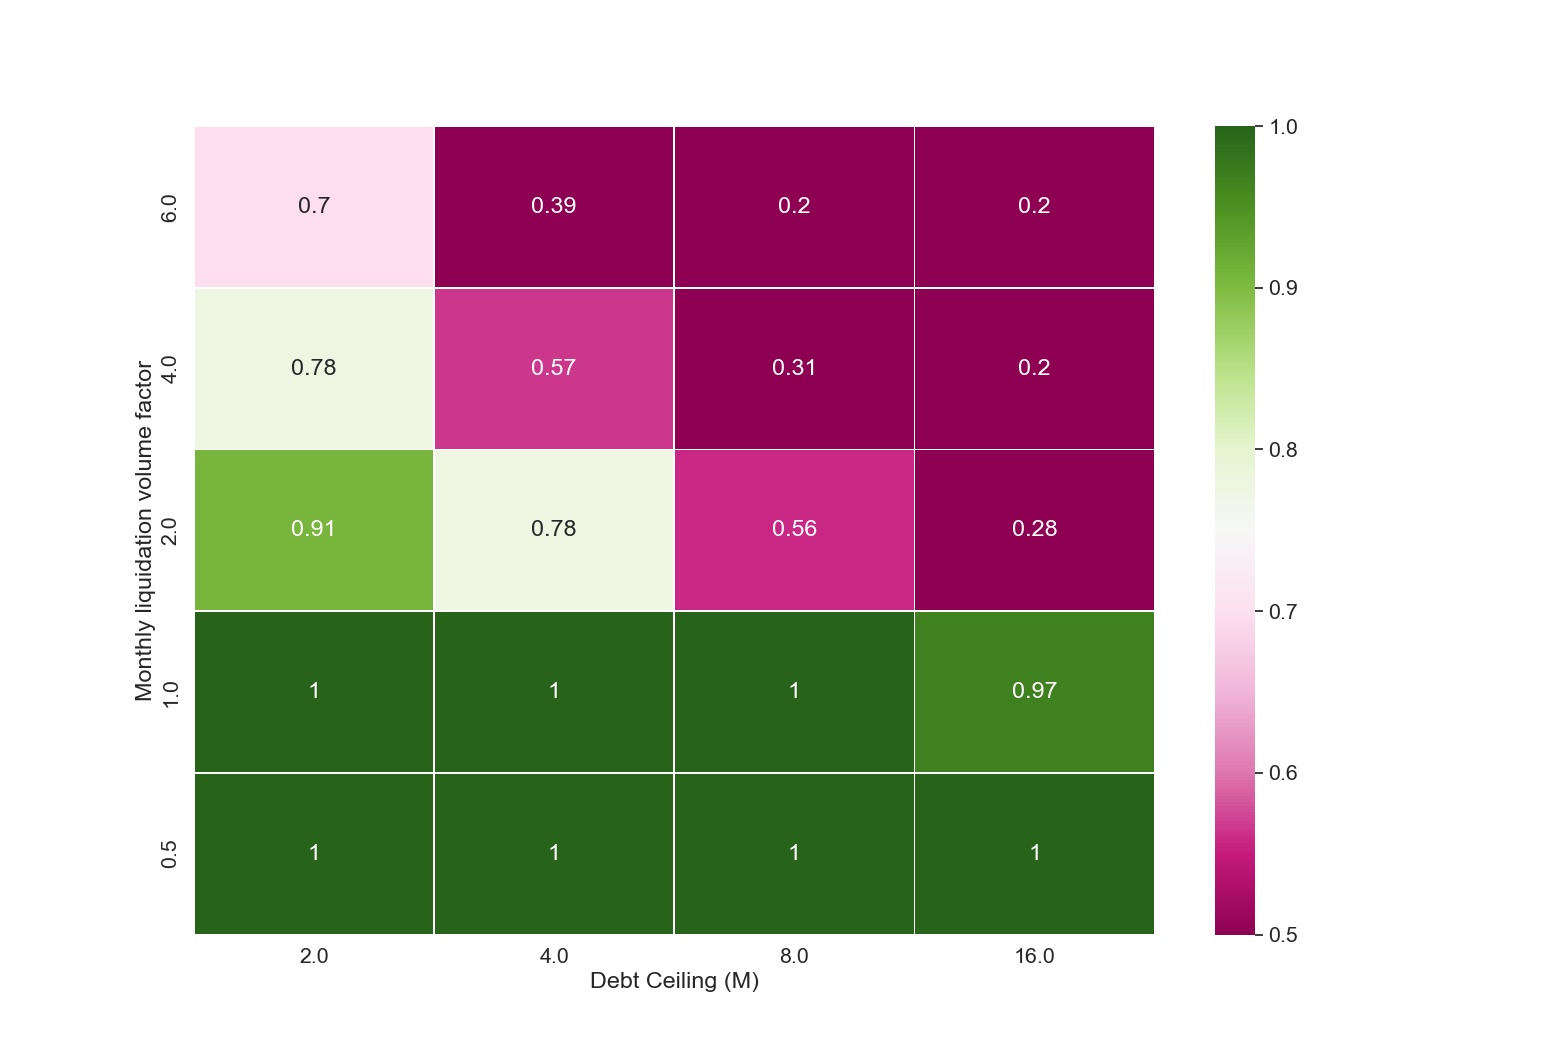 Monthly liquidation volume factor
6.0 0.7 0.39 0.2 0.2
4.0 0.78 0.57 0.31 0.2
2.0 0.91 0.78 0.56 0.28
1.0 1 1 1 0.97
0.5 1 1 1 1
2.0 4.0 8.0 16.0
Debt Ceiling (M)
1.0
0.9
0.8
0.7
0.6
0.5